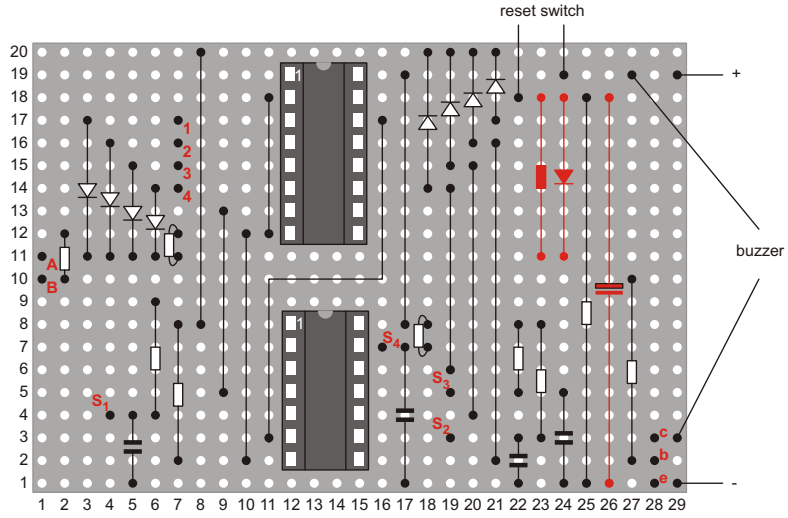 reset switch
20
19 1 +
18
17 1
16 2
15 3
14 4
13
12
11 A
10 B
9
8 1
7 S4
6 S3
5 S1
4 S2
3 c
2 b
1 e -
buzzer
1 2 3 4 5 6 7 8 9 10 11 12 13 14 15 16 17 18 19 20 21 22 23 24 25 26 27 28 29